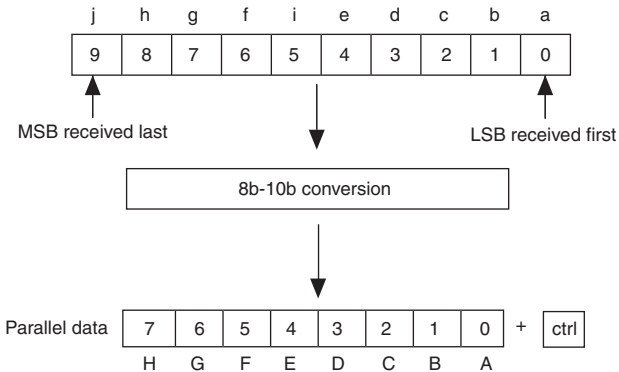 j h g f i e d c b a
9 8 7 6 5 4 3 2 1 0
MSB received last LSB received first
8b-10b conversion
Parallel data 7 6 5 4 3 2 1 0 + ctrl
H G F E D C B A